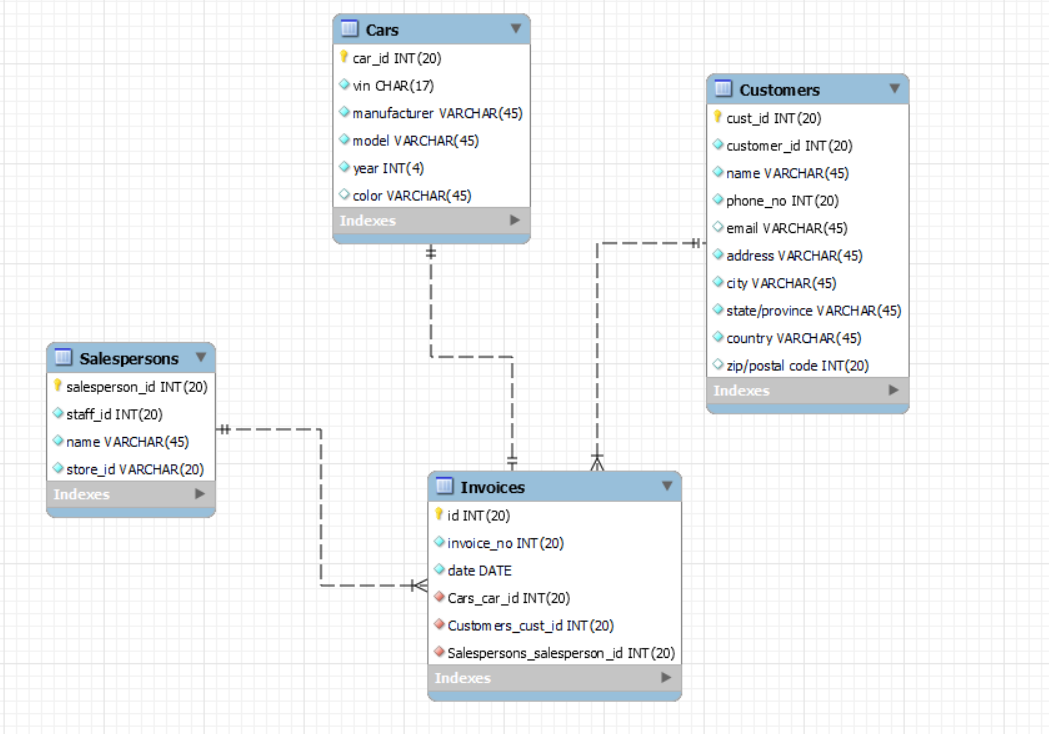 Cars
car_id INT(20)
vin CHAR(17)
manufacturer VARCHAR(45)
model VARCHAR(45)
year INT(4)
color VARCHAR(45)
Indexes
Customers
cust_id INT(20)
customer_id INT(20)
name VARCHAR(45)
phone_no INT(20)
email VARCHAR(45)
address VARCHAR(45)
city VARCHAR(45)
state/province VARCHAR(45)
country VARCHAR(45)
zip/postal code INT(20)
Indexes
Salespersons
salesperson_id INT(20)
staff_id INT(20)
name VARCHAR(45)
store_id VARCHAR(20)
Indexes
Invoices
id INT(20)
invoice_no INT(20)
date DATE
Cars_car_id INT(20)
Customers_cust_id INT(20)
Salespersons_salesperson_id INT(20)
Indexes